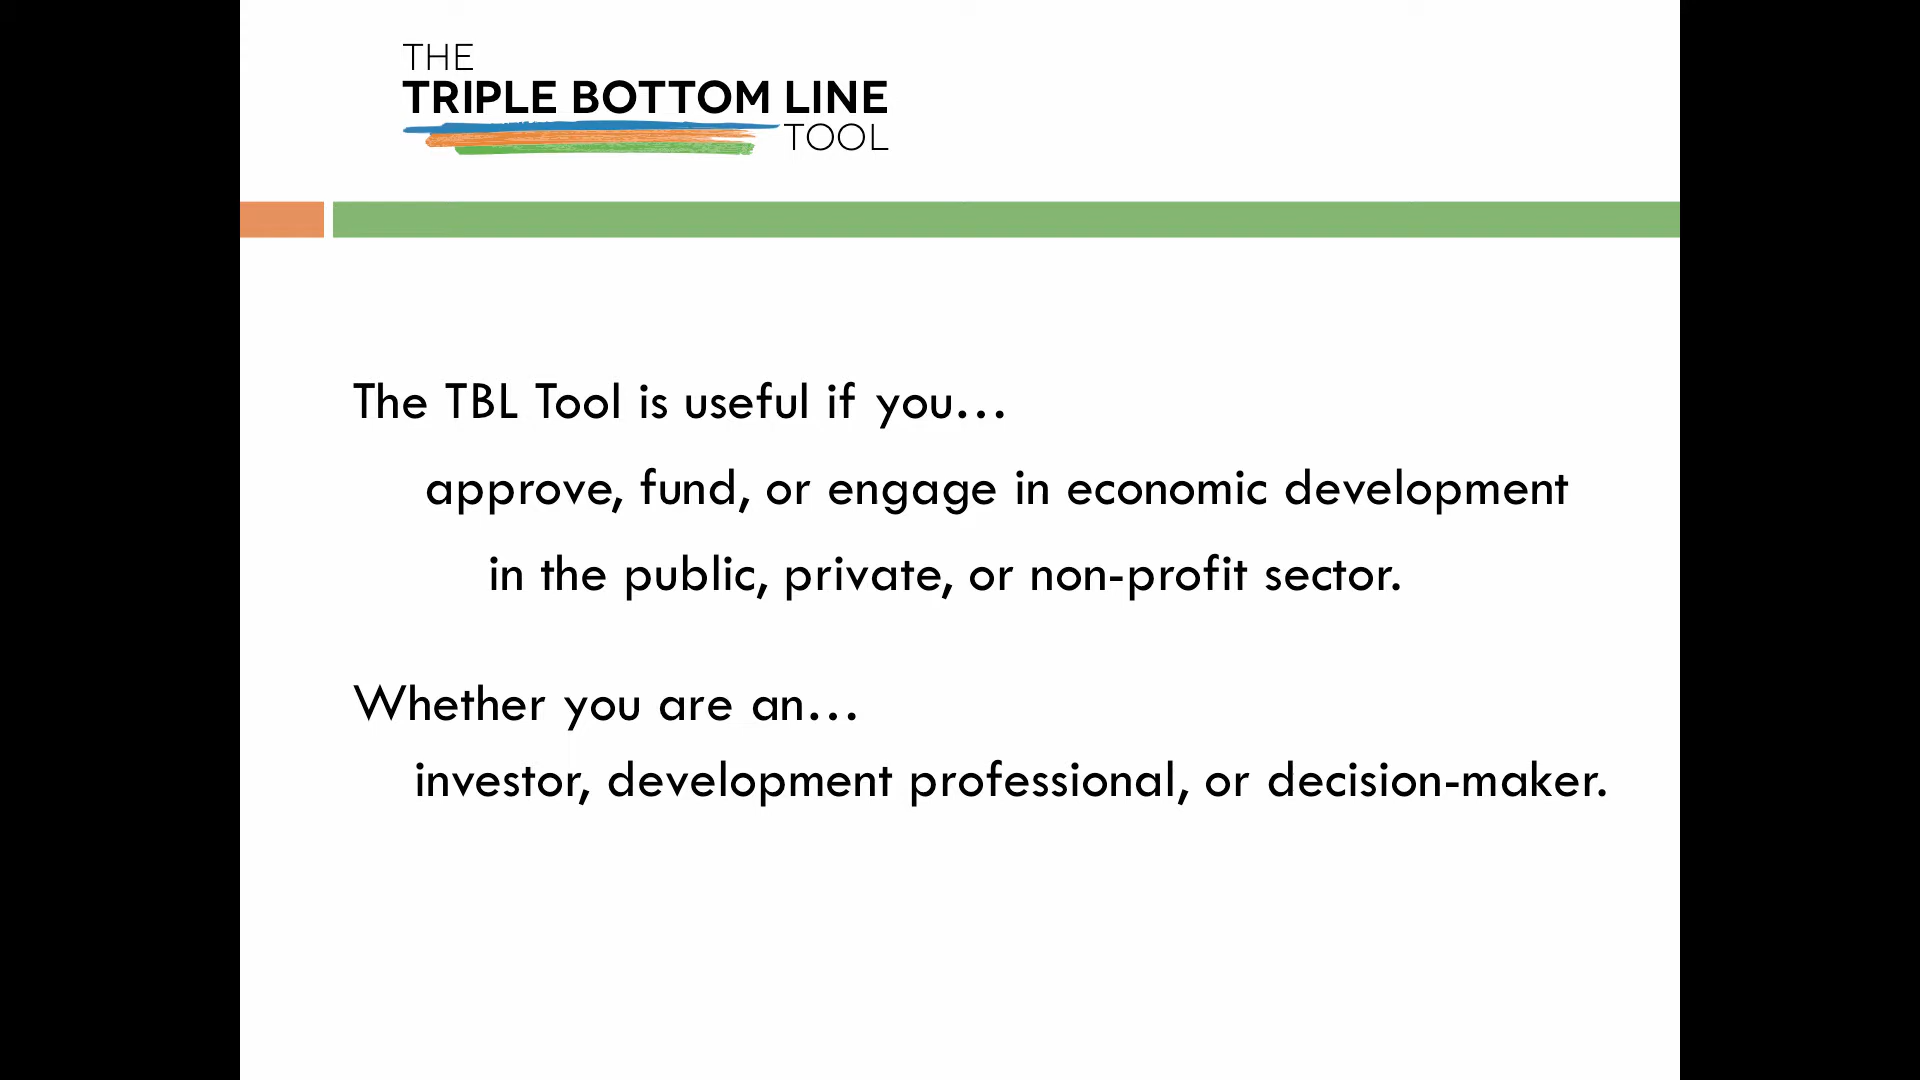 THE
TRIPLE BOTTOM LINE
TOOL
The TBL Tool is useful if you…
approve, fund, or engage in economic development
in the public, private, or non-profit sector.
Whether you are an…
investor, development professional, or decision-maker.